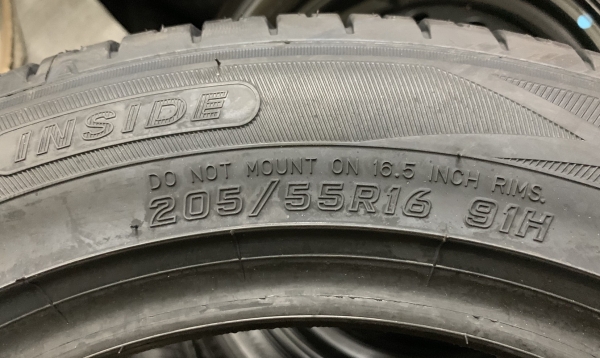 INSIDE
DO NOT MOUNT ON 16.5 INCH RIMS.
205/55R16 91H